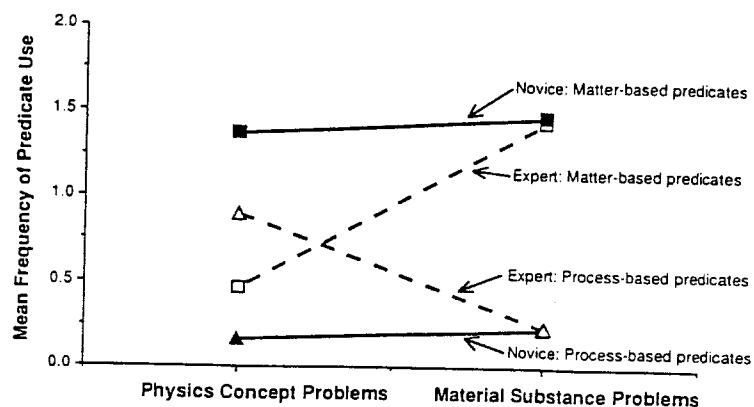 Mean Frequency of Predicate Use
2.0
1.5
1.0
0.5
0.0
Novice: Matter-based predicates
Expert: Matter-based predicates
Expert: Process-based predicates
Novice: Process-based predicates
Physics Concept Problems
Material Substance Problems